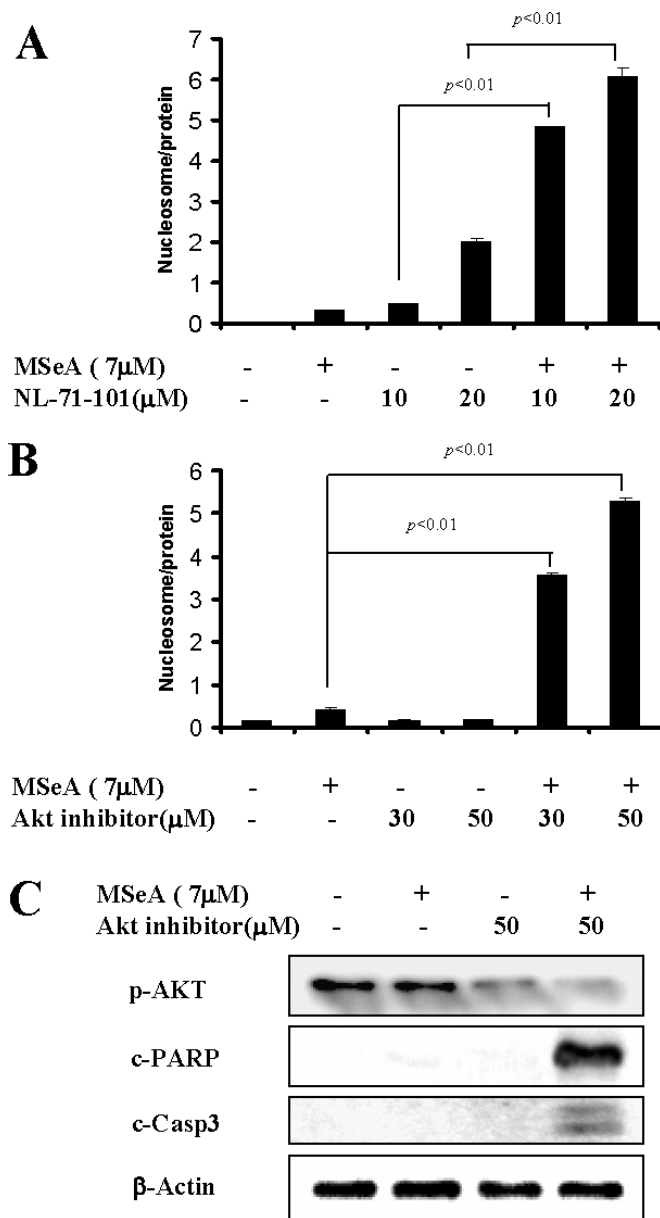 A
7
p<0.01
6
p<0.01
5
4
3
2
1
0
Nucleosome/protein
MSeA ( 7μM) - + - - + +
NL-71-101(μM) - - 10 20 10 20
B
6
p<0.01
5
p<0.01
4
3
2
1
0
Nucleosome/protein
MSeA ( 7μM) - + - - + +
Akt inhibitor(μM) - - 30 50 30 50
C
MSeA ( 7μM) - + - +
Akt inhibitor(μM) - - 50 50
p-AKT
c-PARP
c-Casp3
β-Actin